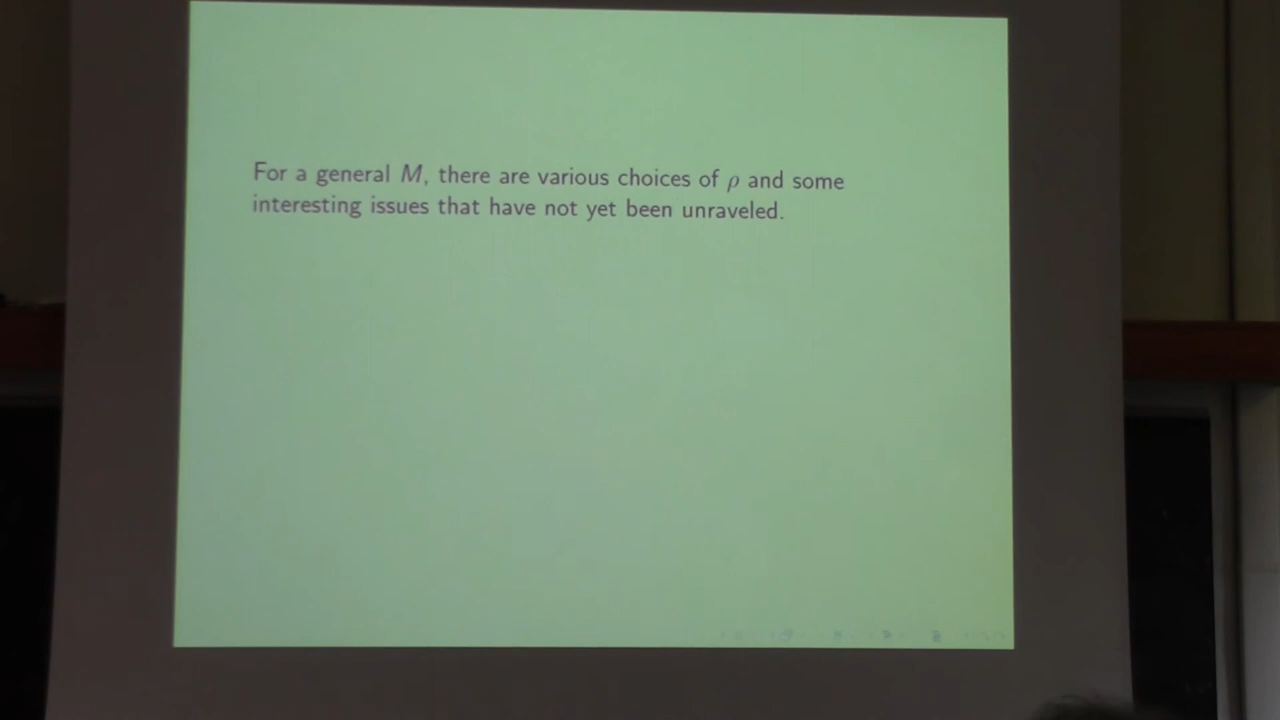 For a general M, there are various choices of ρ and some
interesting issues that have not yet been unraveled.